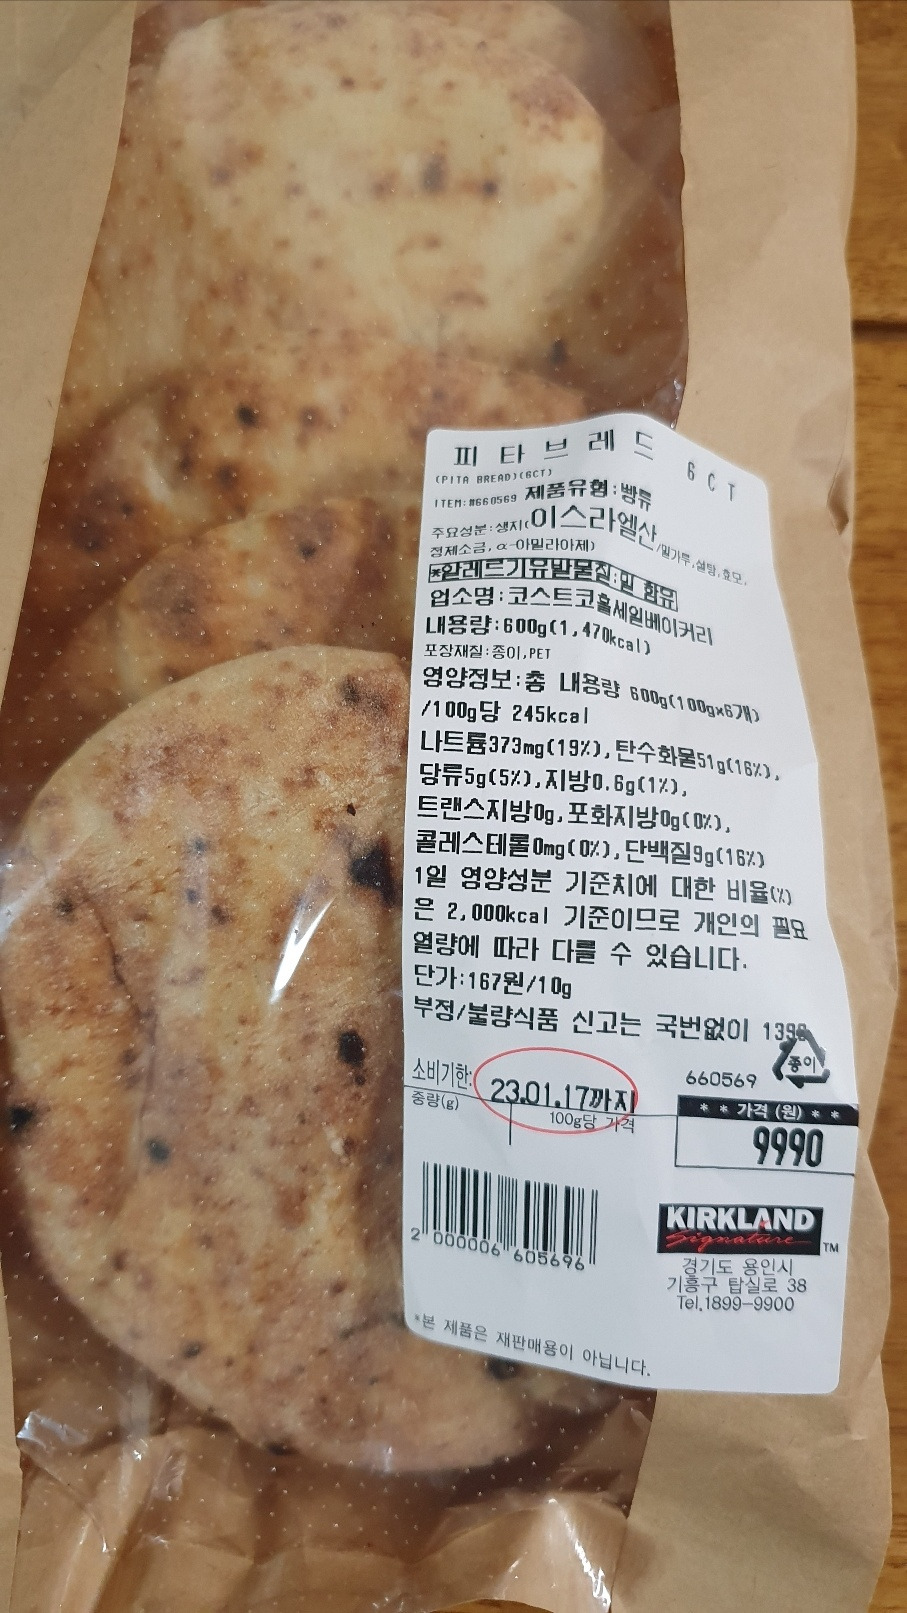 피타브레드 6CT
(PITA BREAD)(6CT)
ITEM:#660569 제품유형:빵류
주요성분:생지(이스라엘산/밀가루,설탕,효모,
정제소금,α-아밀라아제)
*알레르기유발물질:밀 함유
업소명:코스트코홀세일베이커리
내용량:600g(1,470kcal)
포장재질:종이,PET
영양정보:총 내용량 600g(100gx6개)
/100g당 245kcal
나트륨373mg(19%),탄수화물51g(16%),
당류5g(5%),지방0.6g(1%),
트랜스지방0g,포화지방0g(0%),
콜레스테롤0mg(0%),단백질9g(16%)
1일 영양성분 기준치에 대한 비율(%)
은 2,000kcal 기준이므로 개인의 필요
열량에 따라 다를 수 있습니다.
단가:167원/10g
부정/불량식품 신고는 국번없이 1399
종이
소비기한: 23.01.17까지
660569
중량(g) 100g당 가격
** 가격 (원) **
9990
2 000006 605696
KIRKLAND
Signature TM
경기도 용인시
기흥구 탑실로 38
Tel.1899-9900
*본 제품은 재판매용이 아닙니다.